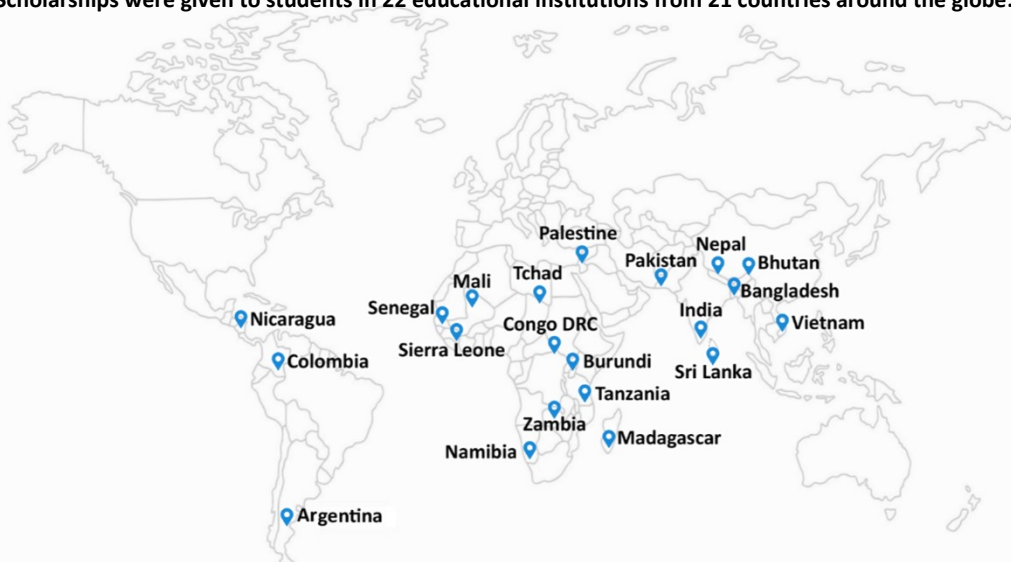 Scholarships were given to students in 22 educational institutions from 21 countries around the globe.
Palestine
Nepal
Pakistan
Bhutan
Mali
Tchad
Bangladesh
Senegal
India
Nicaragua
Congo DRC
Vietnam
Sierra Leone
Colombia
Burundi
Sri Lanka
Tanzania
Zambia
Madagascar
Namibia
Argentina